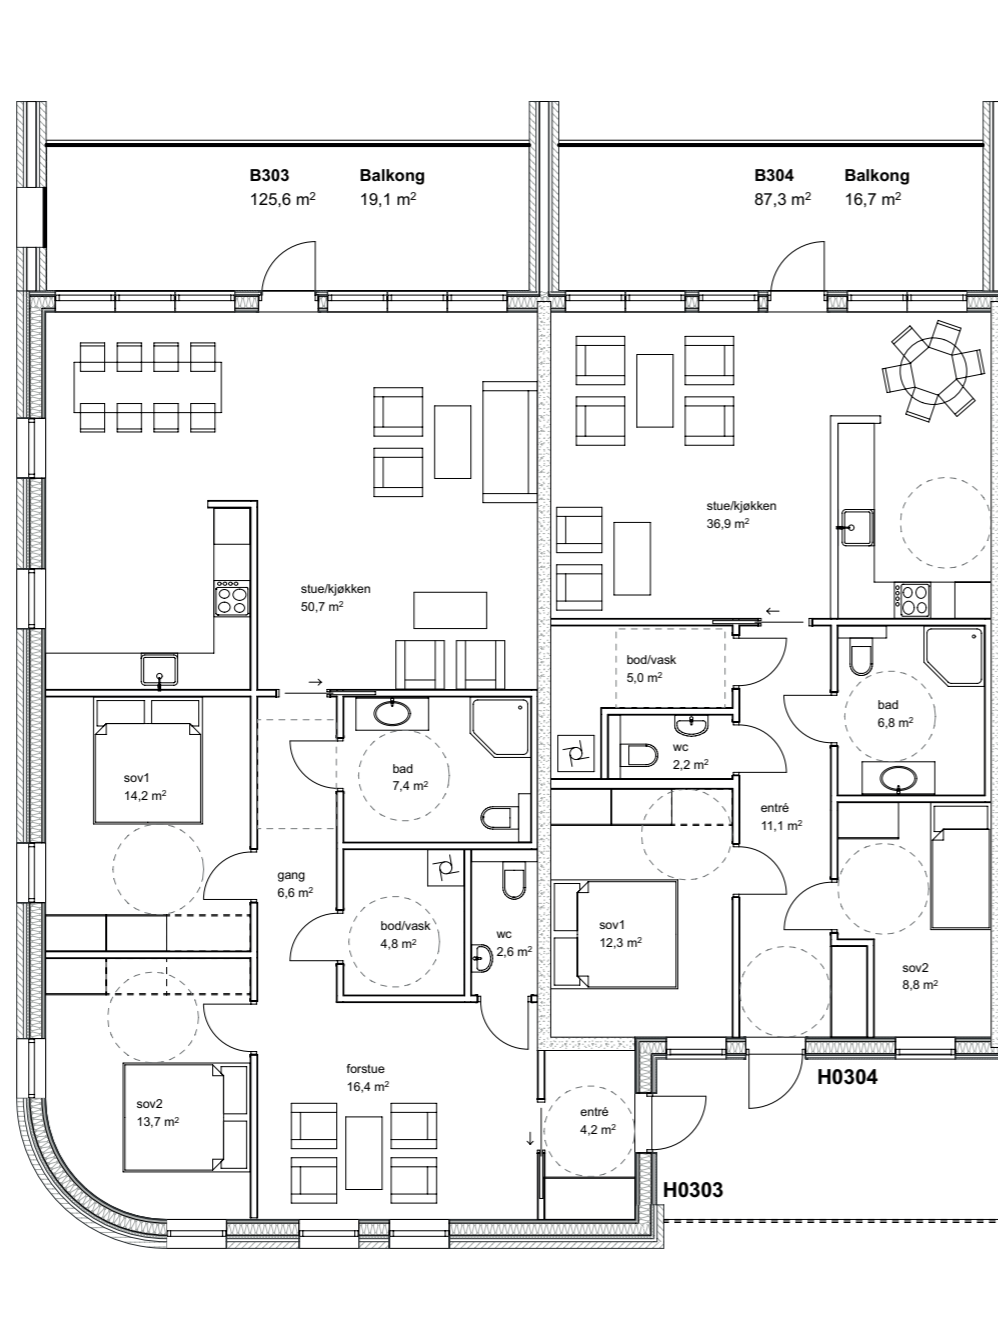 B303 Balkong
125,6 m² 19,1 m²
B304 Balkong
87,3 m² 16,7 m²
stue/kjøkken
36,9 m²
stue/kjøkken
50,7 m²
bod/vask
5,0 m²
bad
6,8 m²
wc
2,2 m²
sov1
14,2 m²
bad
7,4 m²
entré
11,1 m²
gang
6,6 m²
bod/vask
4,8 m²
wc
2,6 m²
sov1
12,3 m²
sov2
8,8 m²
forstue
16,4 m²
H0304
sov2
13,7 m²
entré
4,2 m²
H0303